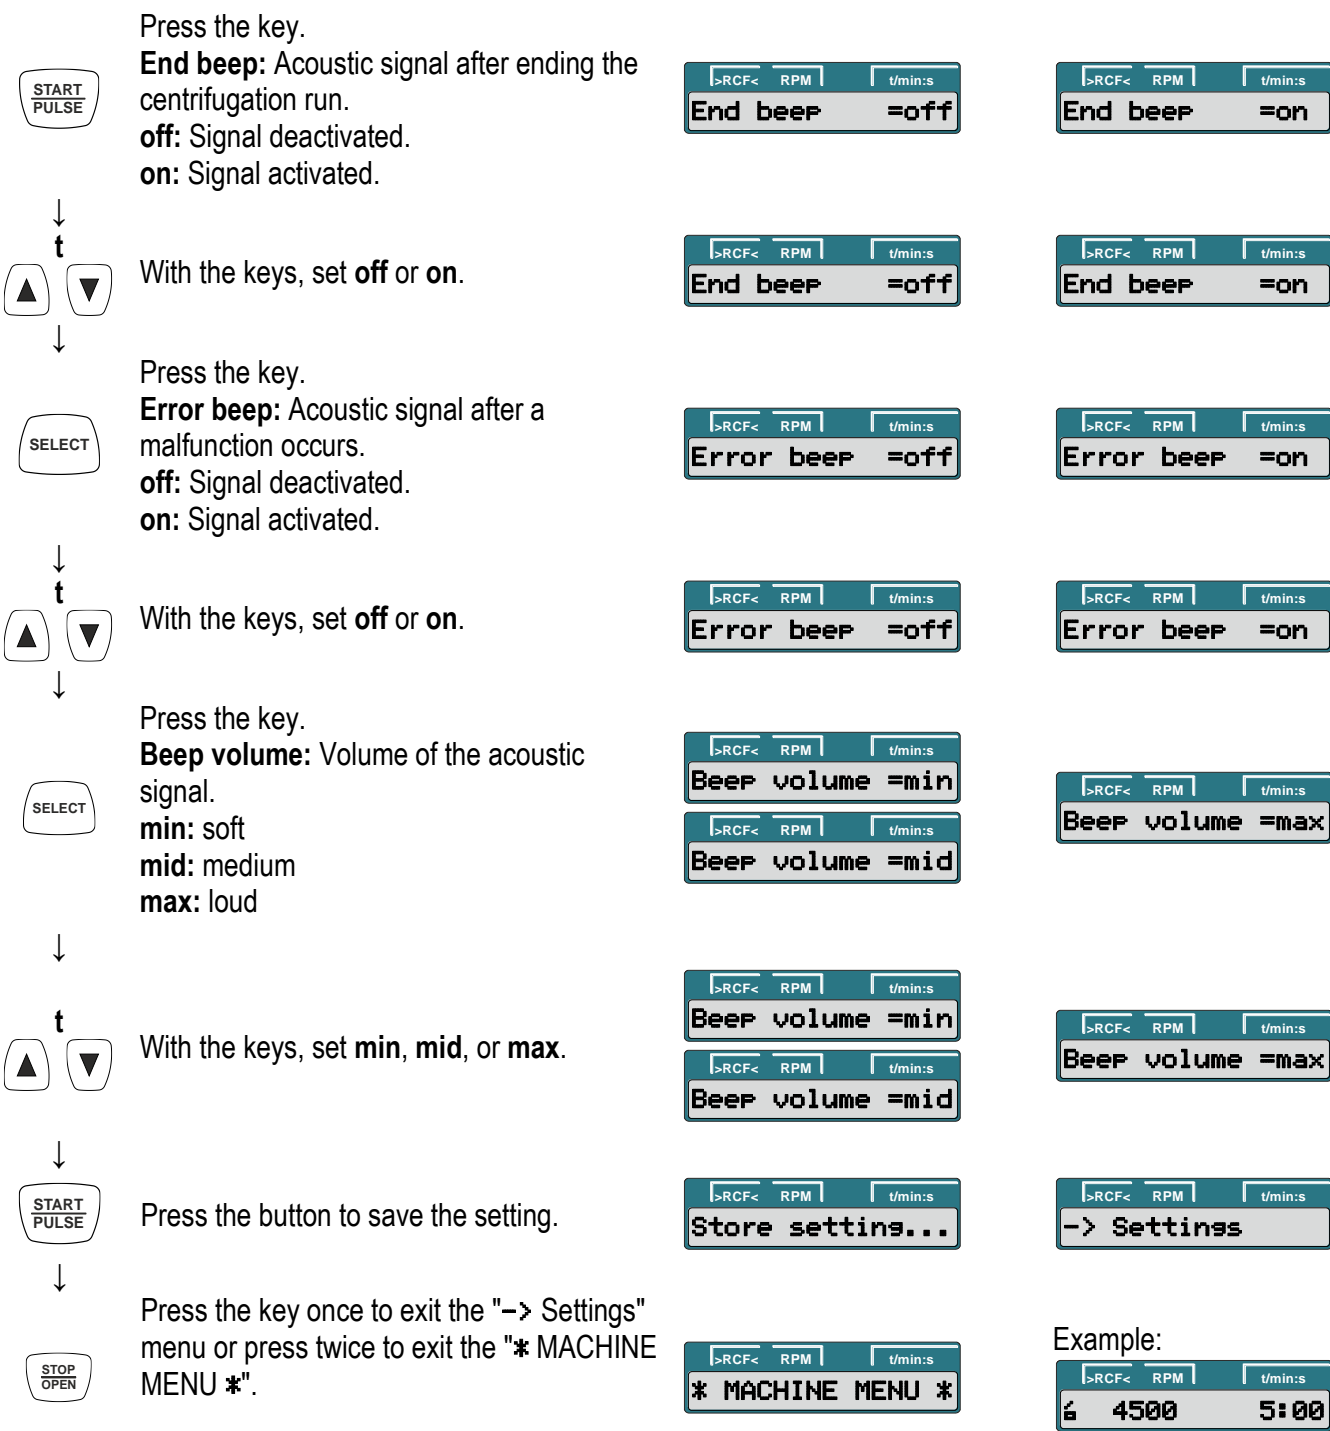 Press the key.
End beep: Acoustic signal after ending the
centrifugation run.
off: Signal deactivated.
on: Signal activated.
START
PULSE
>RCF< RPM t/min:s
End beep =off
>RCF< RPM t/min:s
End beep =on
↓
t
▲ ▼
With the keys, set off or on.
>RCF< RPM t/min:s
End beep =off
>RCF< RPM t/min:s
End beep =on
↓
Press the key.
Error beep: Acoustic signal after a
malfunction occurs.
off: Signal deactivated.
on: Signal activated.
SELECT
>RCF< RPM t/min:s
Error beep =off
>RCF< RPM t/min:s
Error beep =on
↓
t
▲ ▼
With the keys, set off or on.
>RCF< RPM t/min:s
Error beep =off
>RCF< RPM t/min:s
Error beep =on
↓
Press the key.
Beep volume: Volume of the acoustic
signal.
min: soft
mid: medium
max: loud
SELECT
>RCF< RPM t/min:s
Beep volume =min
>RCF< RPM t/min:s
Beep volume =mid
>RCF< RPM t/min:s
Beep volume =max
↓
t
▲ ▼
With the keys, set min, mid, or max.
>RCF< RPM t/min:s
Beep volume =min
>RCF< RPM t/min:s
Beep volume =mid
>RCF< RPM t/min:s
Beep volume =max
↓
START
PULSE
Press the button to save the setting.
>RCF< RPM t/min:s
Store setting...
>RCF< RPM t/min:s
-> Settings
↓
Press the key once to exit the "-> Settings"
menu or press twice to exit the "* MACHINE
MENU *".
STOP
OPEN
>RCF< RPM t/min:s
* MACHINE MENU *
Example:
>RCF< RPM t/min:s
4500 5:00